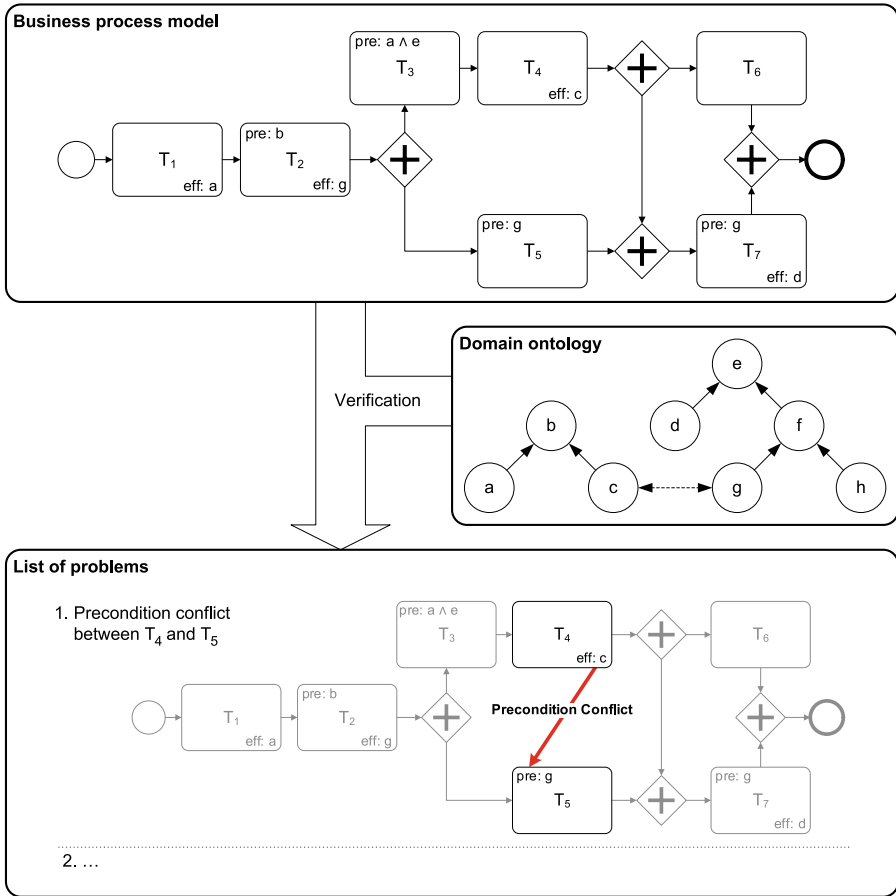 Business process model
pre: a ∧ e
T3
T4
eff: c
T6
T1
eff: a
pre: b
T2
eff: g
pre: g
T5
pre: g
T7
eff: d
Domain ontology
Verification
e
b
d
f
a
c
g
h
List of problems
1. Precondition conflict
between T4 and T5
pre: a ∧ e
T3
T4
eff: c
T6
T1
eff: a
pre: b
T2
eff: g
Precondition Conflict
pre: g
T5
pre: g
T7
eff: d
2. ...